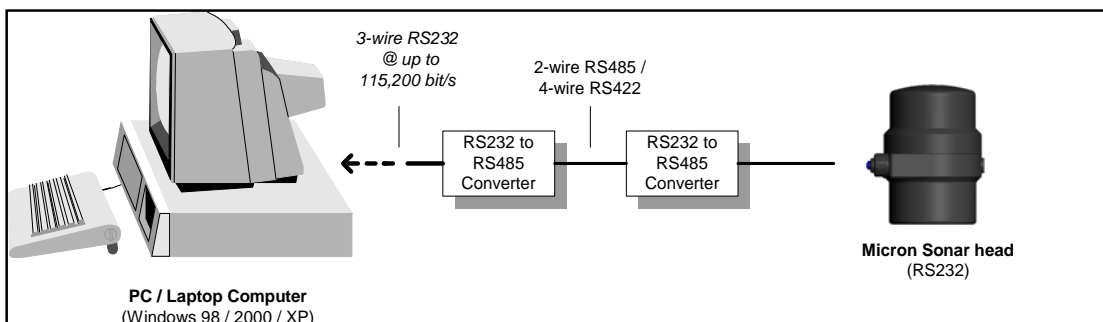 3-wire RS232
@ up to
115,200 bit/s
2-wire RS485 /
4-wire RS422
RS232 to
RS485
Converter
RS232 to
RS485
Converter
Micron Sonar head
(RS232)
PC / Laptop Computer
(Windows 98 / 2000 / XP)